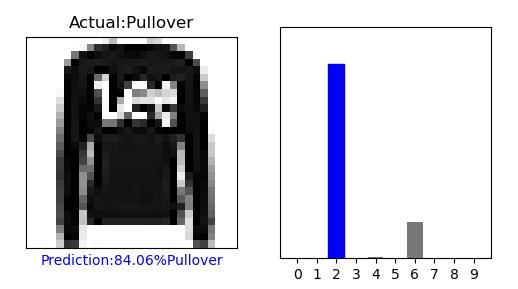 Actual:Pullover
Prediction:84.06%Pullover
0 1 2 3 4 5 6 7 8 9